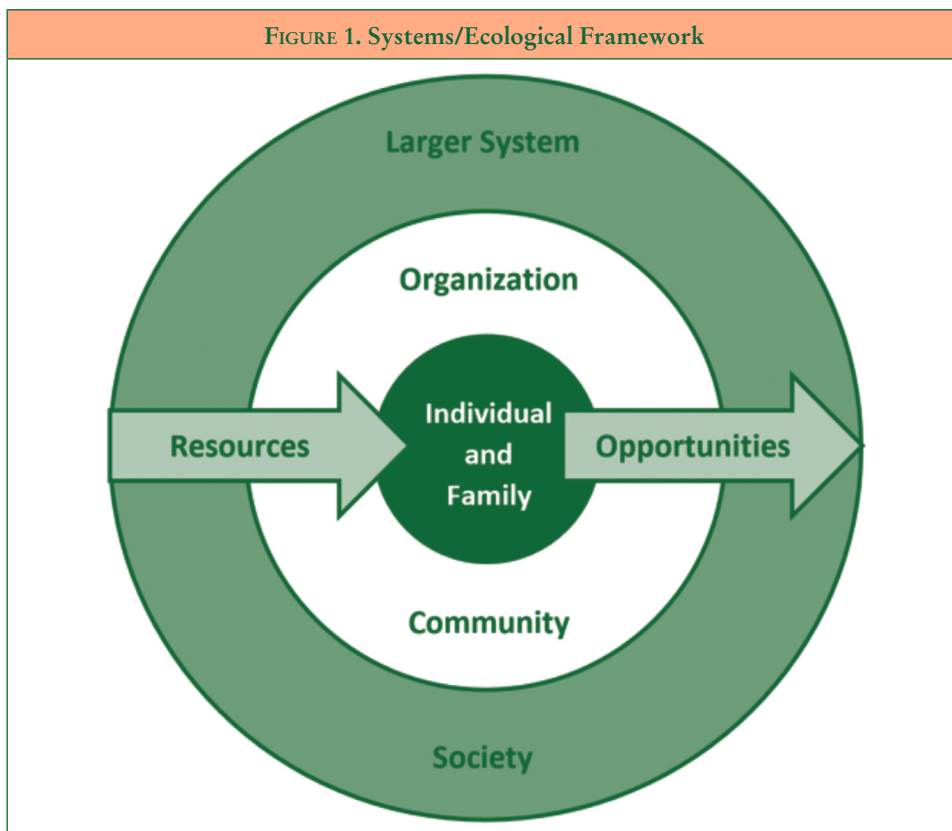 FIGURE 1. Systems/Ecological Framework
Larger System
Organization
Resources
Individual
and
Family
Opportunities
Community
Society